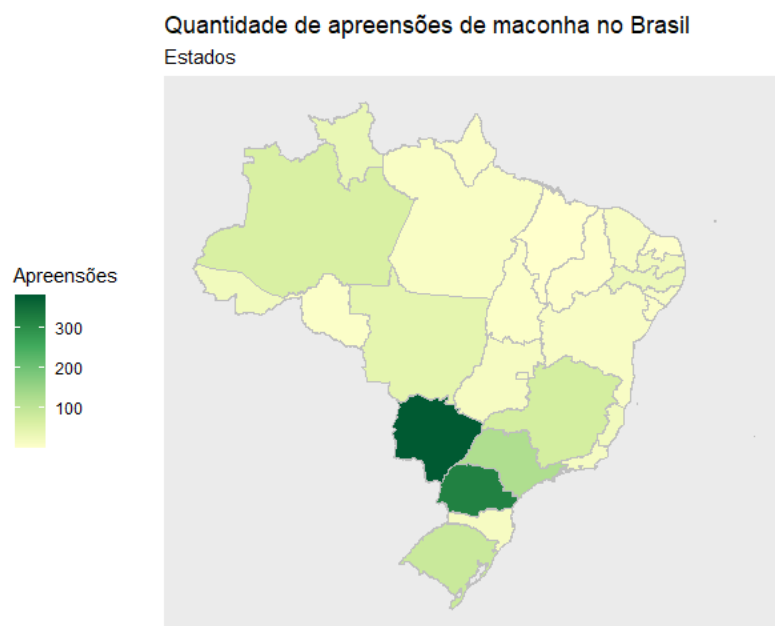 Quantidade de apreensões de maconha no Brasil
Estados
Apreensões
300
200
100